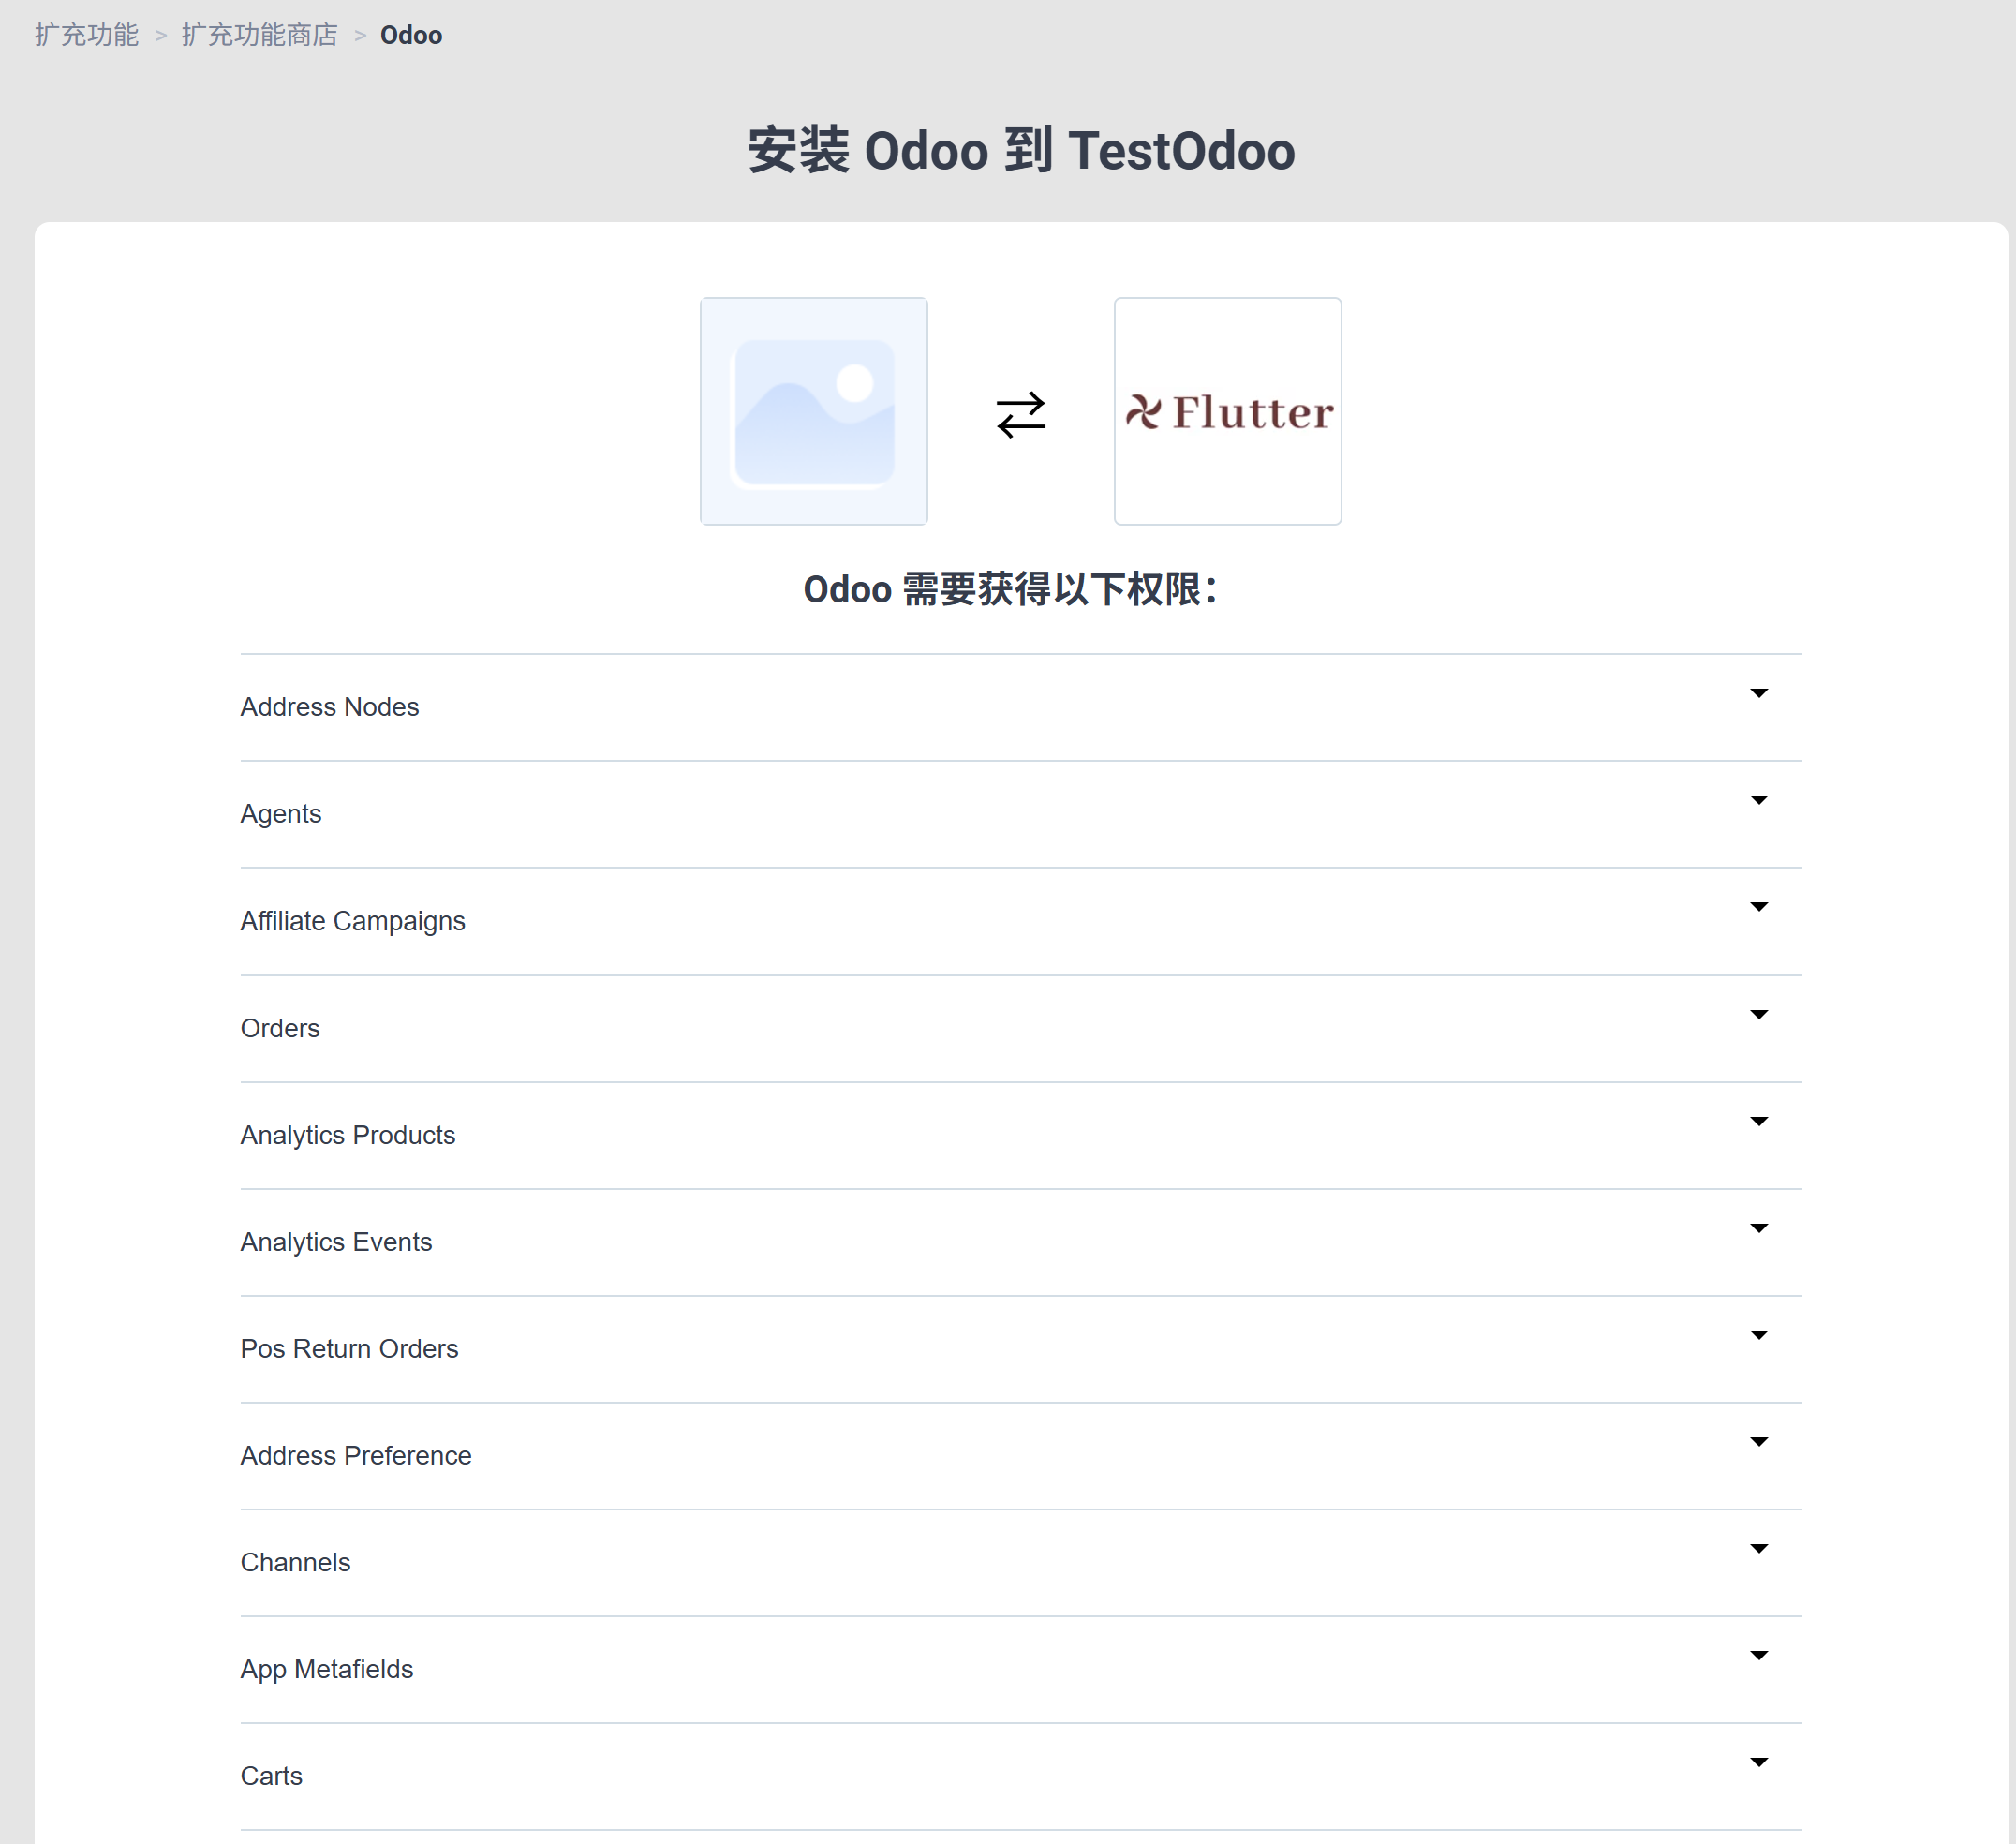 扩充功能 > 扩充功能商店 > Odoo
安装 Odoo 到 TestOdoo
Flutter
Odoo 需要获得以下权限：
Address Nodes
Agents
Affiliate Campaigns
Orders
Analytics Products
Analytics Events
Pos Return Orders
Address Preference
Channels
App Metafields
Carts